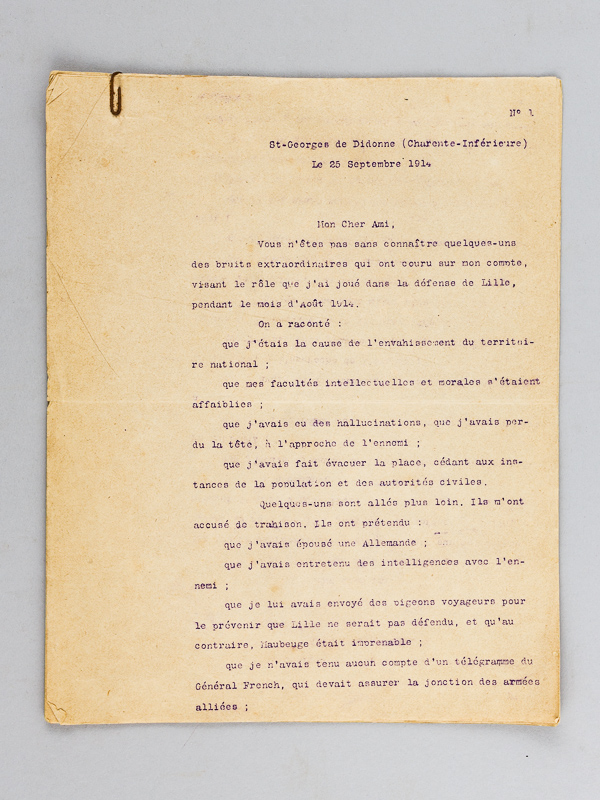 N° 1
St-Georges de Didonne (Charente-Inférieure)
Le 25 Septembre 1914
Mon Cher Ami,
Vous n'êtes pas sans connaître quelques-uns
des bruits extraordinaires qui ont couru sur mon compte,
visant le rôle que j'ai joué dans la défense de Lille,
pendant le mois d'Août 1914.
On a raconté :
que j'étais la cause de l'envahissement du territoi-
re national ;
que mes facultés intellectuelles et morales s'étaient
affaiblies ;
que j'avais eu des hallucinations, que j'avais per-
du la tête, à l'approche de l'ennemi ;
que j'avais fait évacuer la place, cédant aux ins-
tances de la population et des autorités civiles.
Quelques-uns sont allés plus loin. Ils m'ont
accusé de trahison. Ils ont prétendu :
que j'avais épousé une Allemande ;
que j'avais entretenu des intelligences avec l'en-
nemi ;
que je lui avais envoyé des pigeons voyageurs pour
le prévenir que Lille ne serait pas défendu, et qu'au
contraire, Maubeuge était imprenable ;
que je n'avais tenu aucun compte d'un télégramme du
Général French, qui devait assurer la jonction des armées
alliées ;